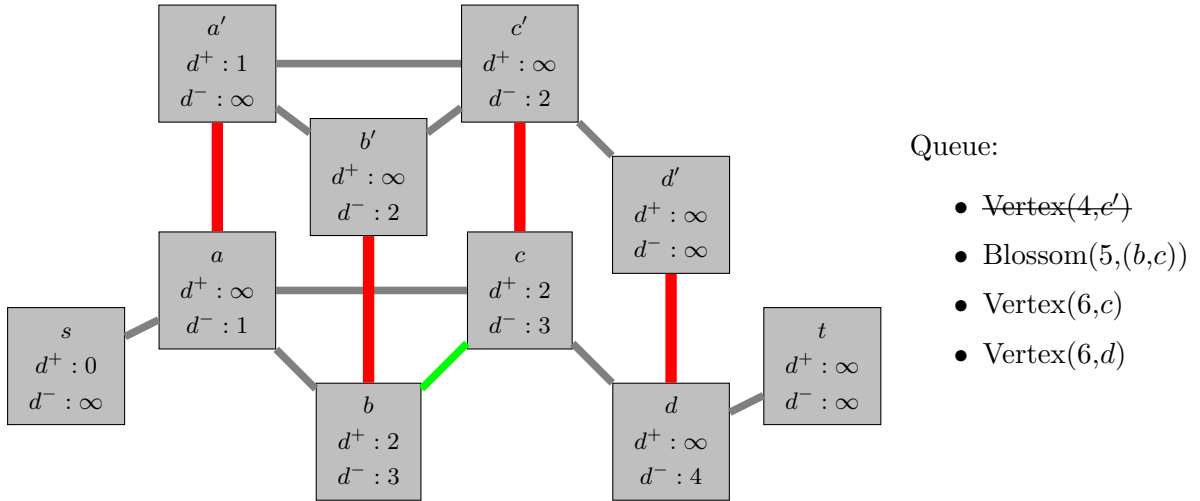 a′
d⁺ : 1
d⁻ : ∞
c′
d⁺ : ∞
d⁻ : 2
b′
d⁺ : ∞
d⁻ : 2
d′
d⁺ : ∞
d⁻ : ∞
a
d⁺ : ∞
d⁻ : 1
c
d⁺ : 2
d⁻ : 3
s
d⁺ : 0
d⁻ : ∞
t
d⁺ : ∞
d⁻ : ∞
b
d⁺ : 2
d⁻ : 3
d
d⁺ : ∞
d⁻ : 4
Queue:
• Vertex(4,c′)
• Blossom(5,(b,c))
• Vertex(6,c)
• Vertex(6,d)